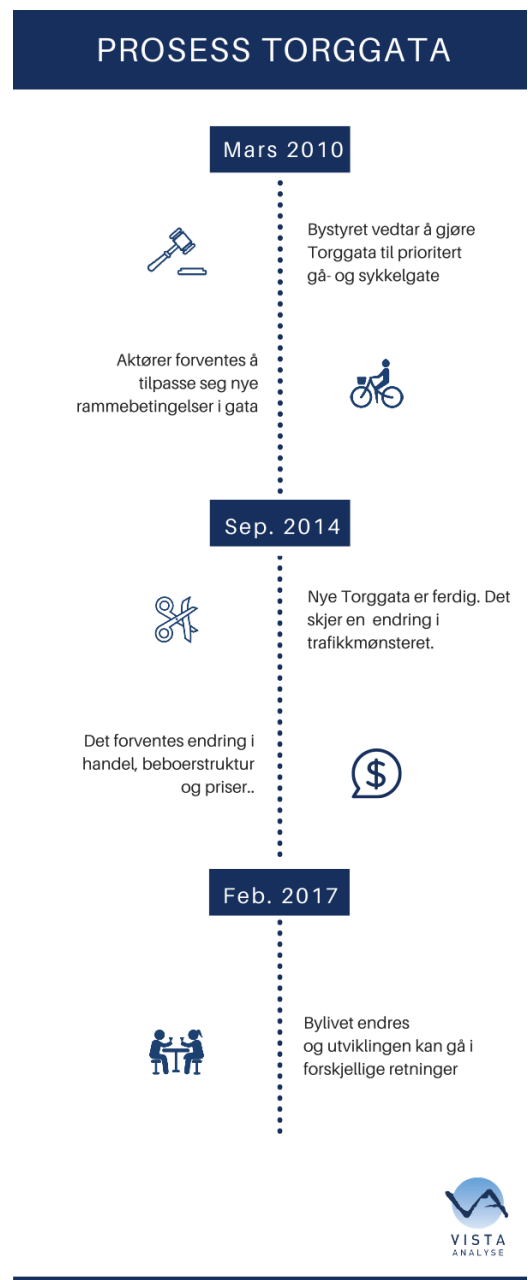 PROSESS TORGGATA
Mars 2010
Bystyret vedtar å gjøre
Torggata til prioritert
gå- og sykkelgate
Aktører forventes å
tilpasse seg nye
rammebetingelser i gata
Sep. 2014
Nye Torggata er ferdig. Det
skjer en  endring i
trafikkmønsteret.
Det forventes endring i
handel, beboerstruktur
og priser..
$
Feb. 2017
Bylivet endres
og utviklingen kan gå i
forskjellige retninger
VISTA
ANALYSE